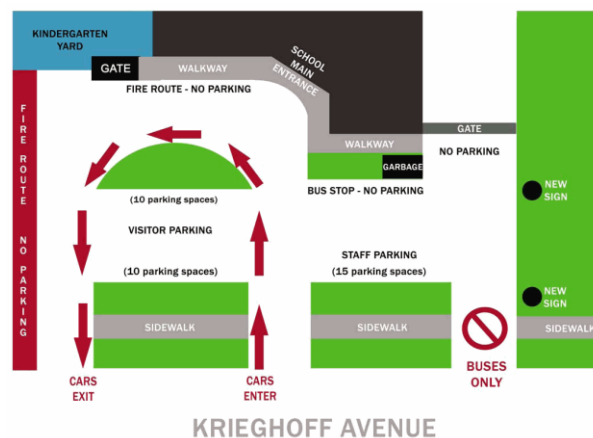 KINDERGARTEN
YARD
SCHOOL
MAIN
ENTRANCE
GATE
WALKWAY
FIRE ROUTE - NO PARKING
GATE
WALKWAY
NO PARKING
GARBAGE
BUS STOP - NO PARKING
NEW
SIGN
FIRE ROUTE NO PARKING
(10 parking spaces)
VISITOR PARKING
(10 parking spaces)
STAFF PARKING
(15 parking spaces)
NEW
SIGN
SIDEWALK
SIDEWALK
SIDEWALK
BUSES
ONLY
CARS
EXIT
CARS
ENTER
KRIEGHOFF AVENUE